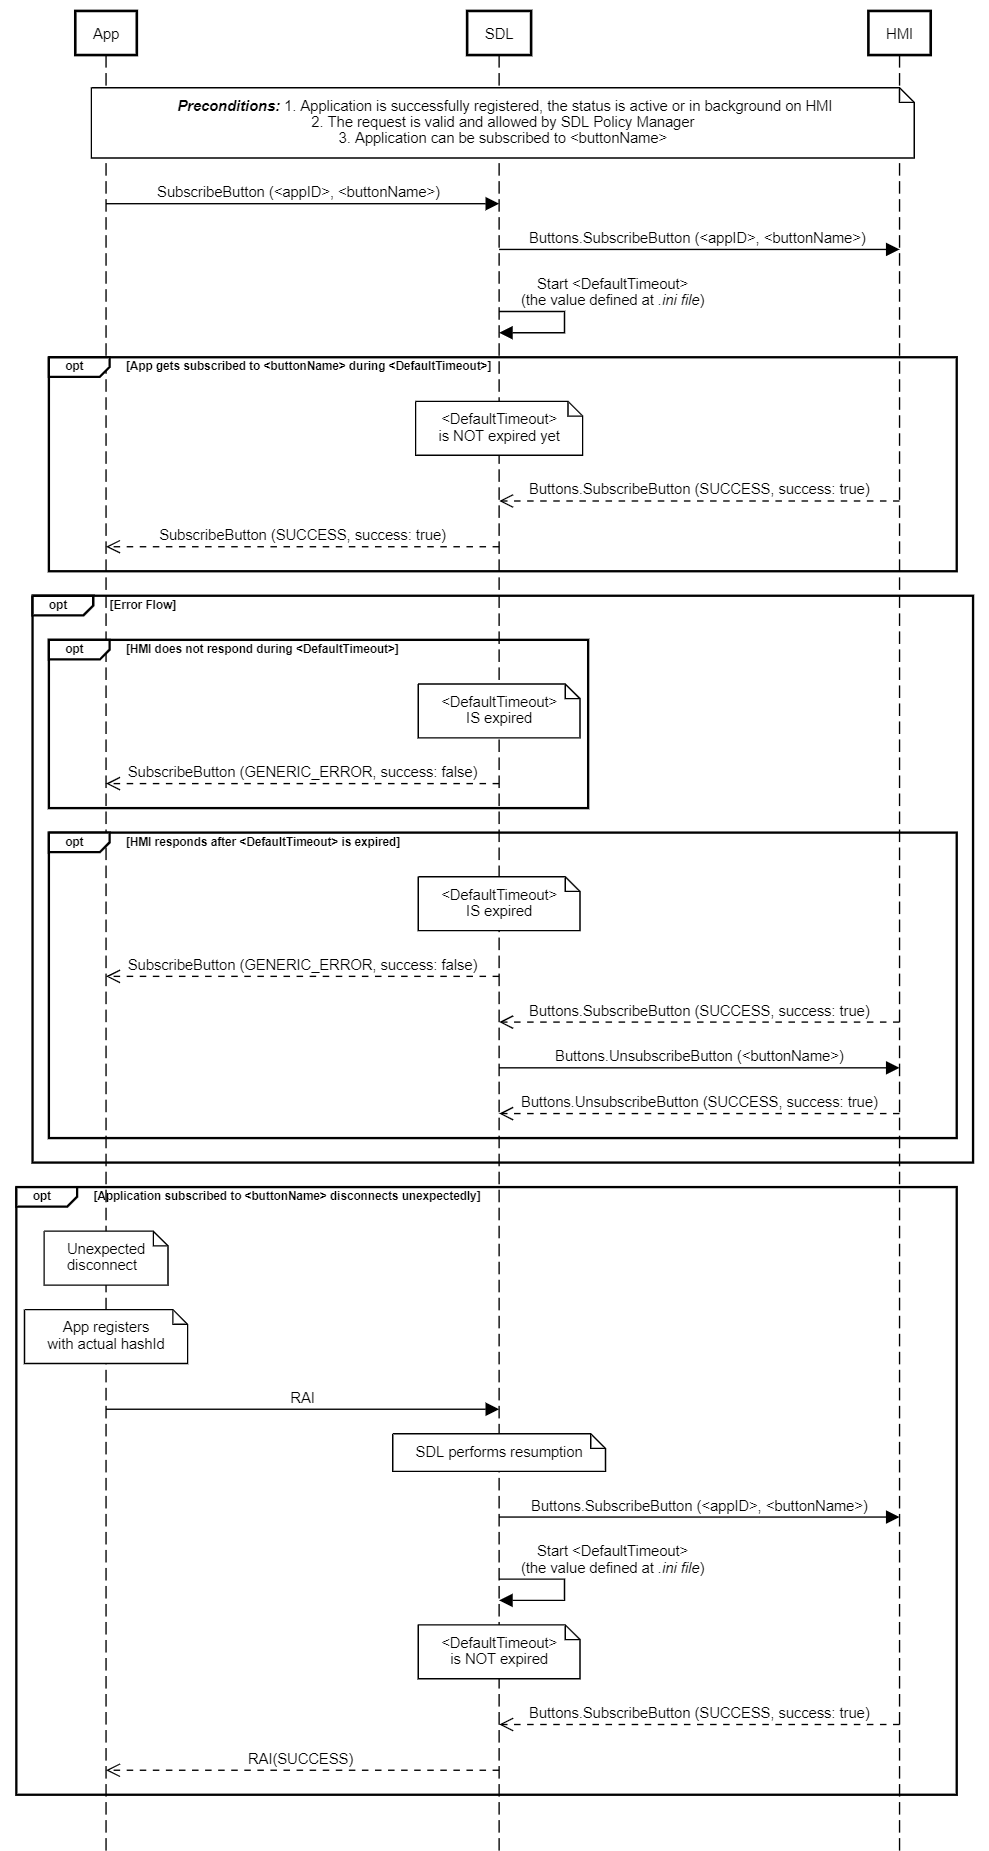 App
SDL
HMI
Preconditions: 1. Application is successfully registered, the status is active or in background on HMI
2. The request is valid and allowed by SDL Policy Manager
3. Application can be subscribed to <buttonName>
SubscribeButton (<appID>, <buttonName>)
Buttons.SubscribeButton (<appID>, <buttonName>)
Start <DefaultTimeout>
(the value defined at .ini file)
opt
[App gets subscribed to <buttonName> during <DefaultTimeout>]
<DefaultTimeout>
is NOT expired yet
Buttons.SubscribeButton (SUCCESS, success: true)
SubscribeButton (SUCCESS, success: true)
opt
[Error Flow]
opt
[HMI does not respond during <DefaultTimeout>]
<DefaultTimeout>
IS expired
SubscribeButton (GENERIC_ERROR, success: false)
opt
[HMI responds after <DefaultTimeout> is expired]
<DefaultTimeout>
IS expired
SubscribeButton (GENERIC_ERROR, success: false)
Buttons.SubscribeButton (SUCCESS, success: true)
Buttons.UnsubscribeButton (<buttonName>)
Buttons.UnsubscribeButton (SUCCESS, success: true)
opt
[Application subscribed to <buttonName> disconnects unexpectedly]
Unexpected
disconnect
App registers
with actual hashId
RAI
SDL performs resumption
Buttons.SubscribeButton (<appID>, <buttonName>)
Start <DefaultTimeout>
(the value defined at .ini file)
<DefaultTimeout>
is NOT expired
Buttons.SubscribeButton (SUCCESS, success: true)
RAI(SUCCESS)